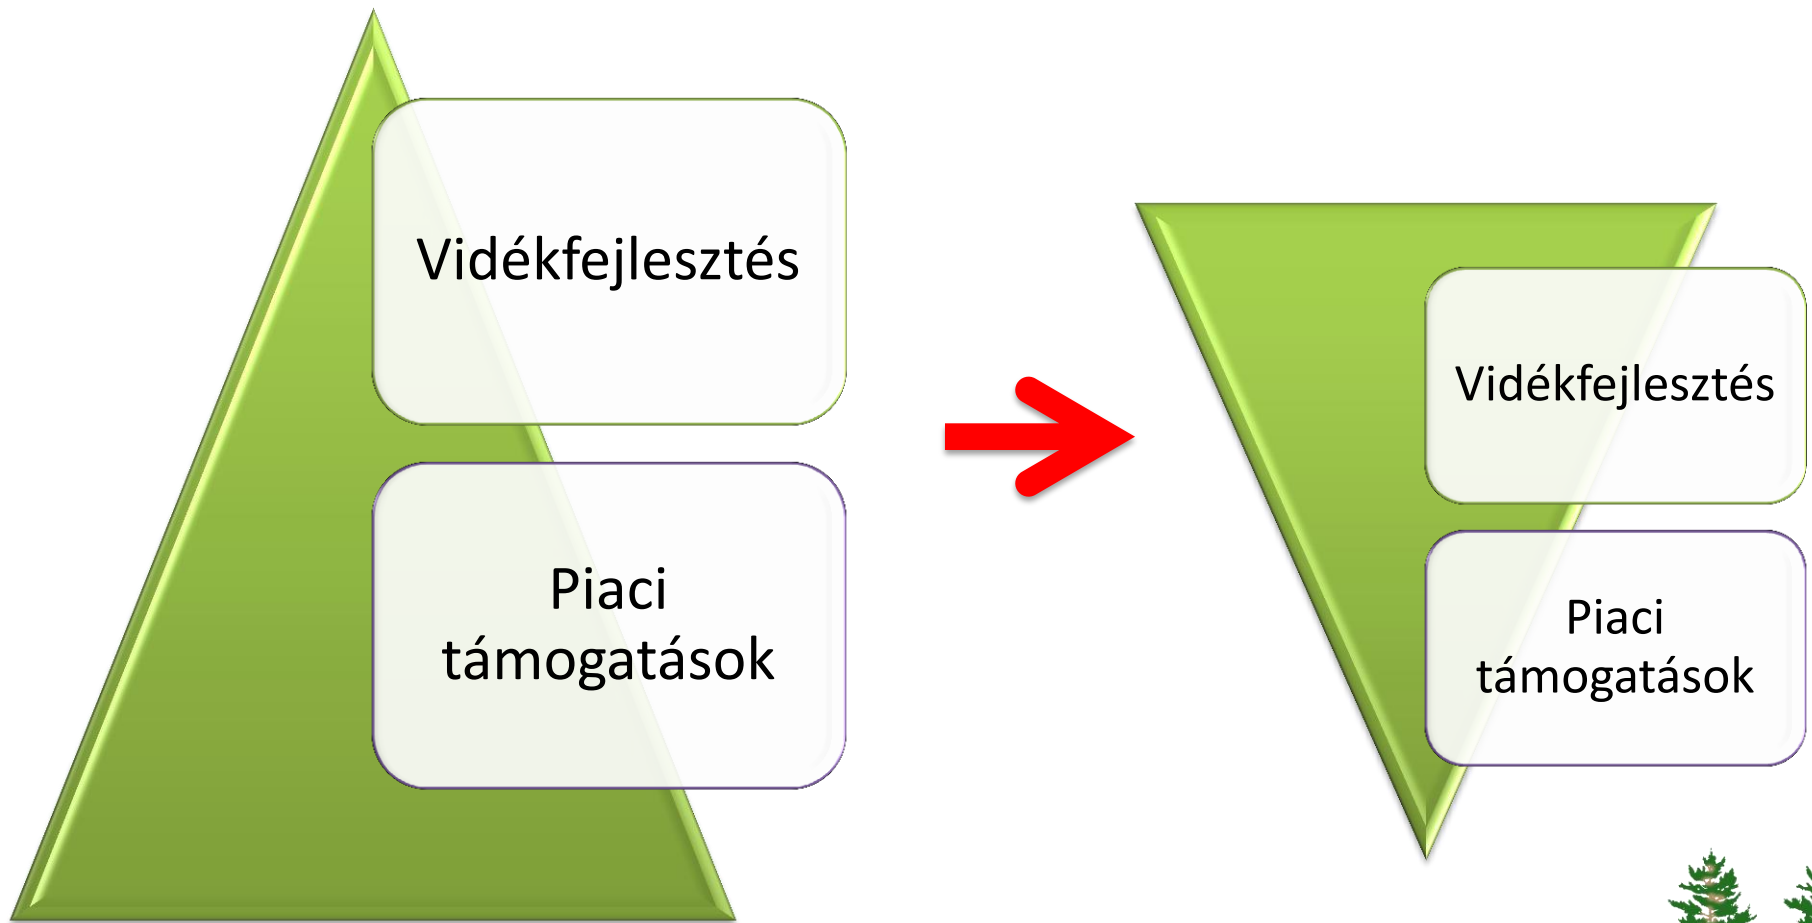 Vidékfejlesztés
Piaci
támogatások
Vidékfejlesztés
Piaci
támogatások